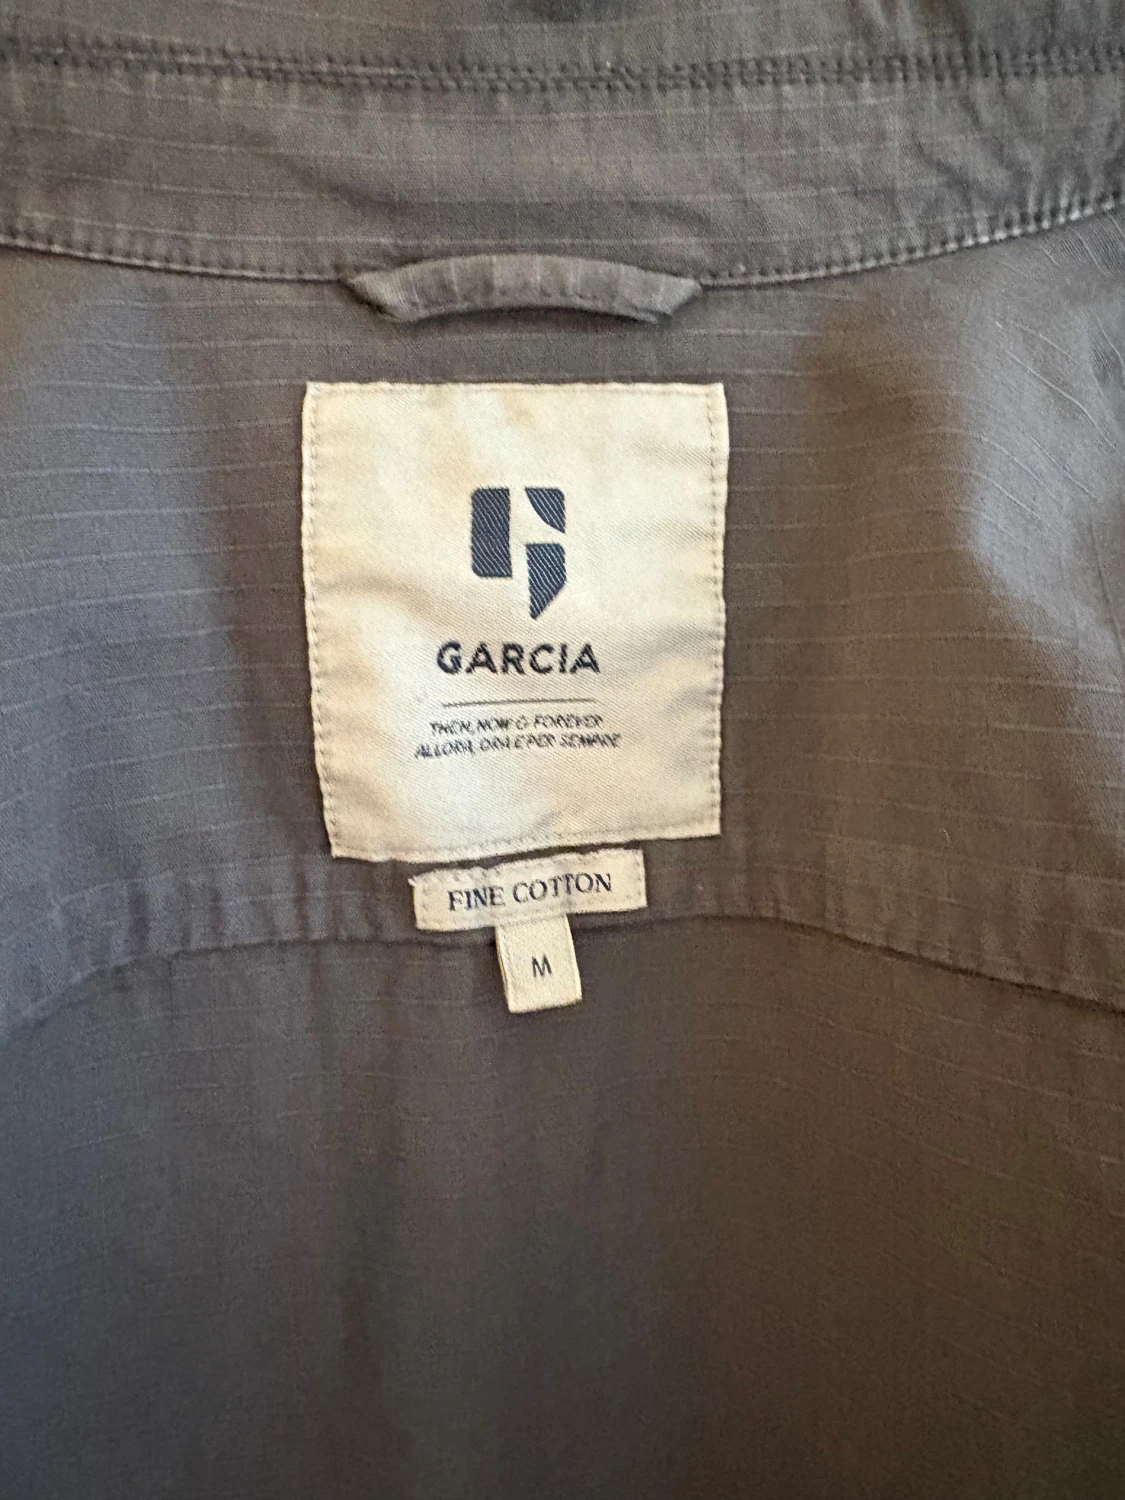 GARCIA
THEN, NOW & FOREVER
ALLORA, ORA E PER SEMPRE
FINE COTTON
M